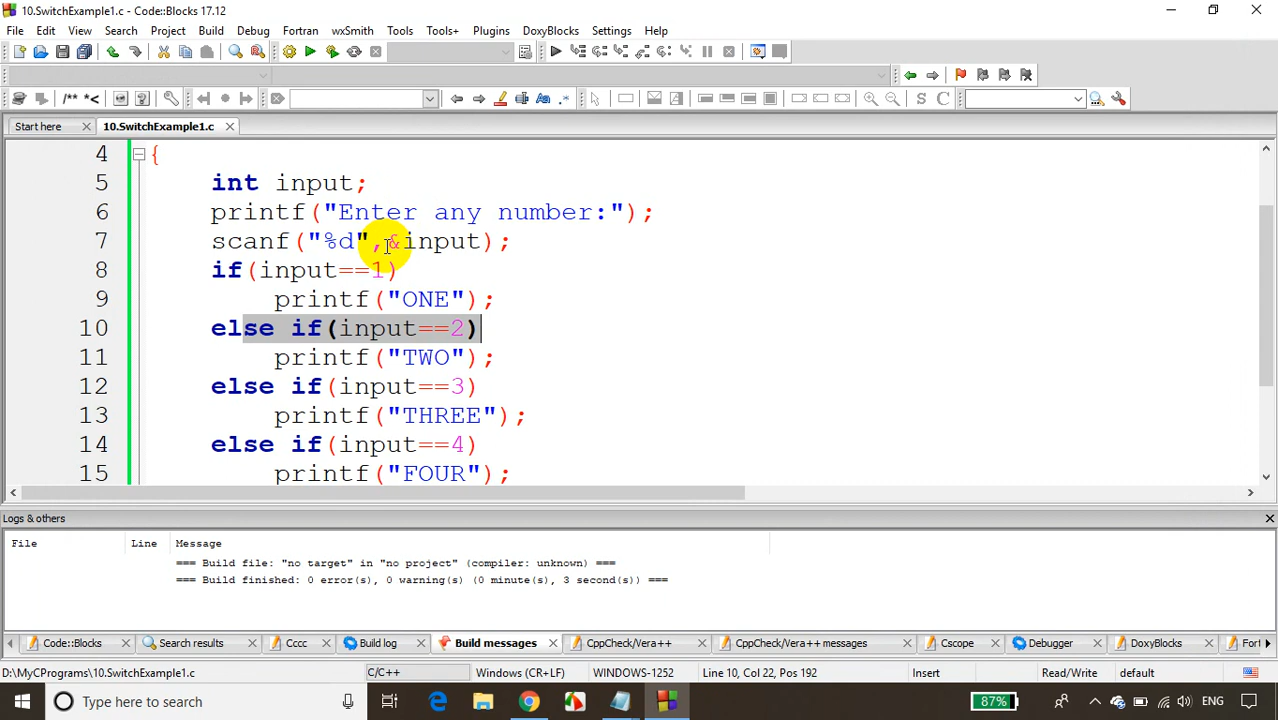 10.SwitchExample1.c - Code::Blocks 17.12
File Edit View Search Project Build Debug Fortran wxSmith Tools Tools+ Plugins DoxyBlocks Settings Help
/** *<
S C
Start here 10.SwitchExample1.c
4 {
5 int input;
6 printf("Enter any number:");
7 scanf("%d",&input);
8 if(input==1)
9 printf("ONE");
10 else if(input==2)
11 printf("TWO");
12 else if(input==3)
13 printf("THREE");
14 else if(input==4)
15 printf("FOUR");
Logs & others
File Line Message
=== Build file: "no target" in "no project" (compiler: unknown) ===
=== Build finished: 0 error(s), 0 warning(s) (0 minute(s), 3 second(s)) ===
Code::Blocks Search results Cccc Build log Build messages CppCheck/Vera++ CppCheck/Vera++ messages Cscope Debugger DoxyBlocks Fort
D:\MyCPrograms\10.SwitchExample1.c C/C++ Windows (CR+LF) WINDOWS-1252 Line 10, Col 22, Pos 192 Insert Read/Write default
Type here to search 87% ENG